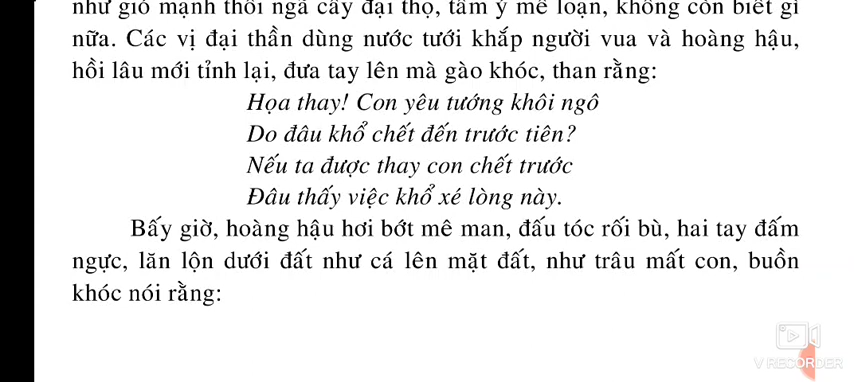 như gió mạnh thổi ngã cây đại thọ, tâm ý mê loạn, không còn biết gì
nữa. Các vị đại thần dùng nước tưới khắp người vua và hoàng hậu,
hồi lâu mới tỉnh lại, đưa tay lên mà gào khóc, than rằng:
Họa thay! Con yêu tướng khôi ngô
Do đâu khổ chết đến trước tiên?
Nếu ta được thay con chết trước
Đâu thấy việc khổ xé lòng này.
Bấy giờ, hoàng hậu hơi bớt mê man, đấu tóc rối bù, hai tay đấm
ngực, lăn lộn dưới đất như cá lên mặt đất, như trâu mất con, buồn
khóc nói rằng:
V RECORDER